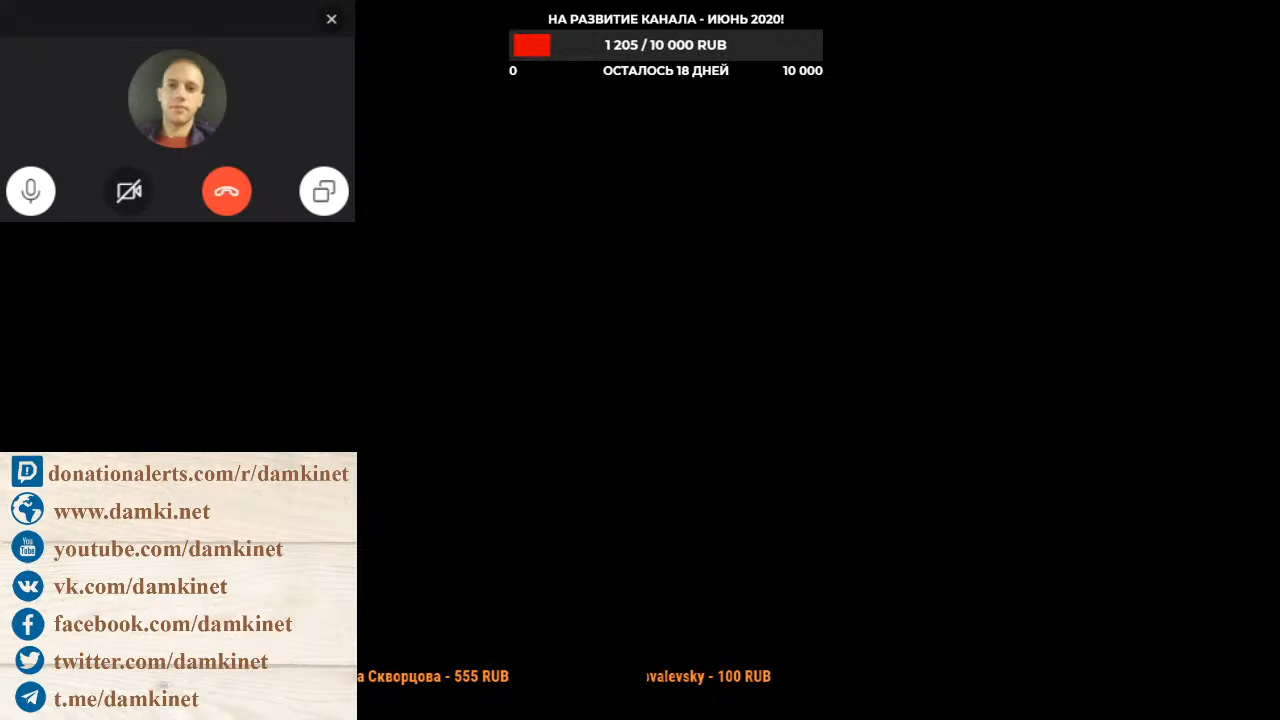 НА РАЗВИТИЕ КАНАЛА - ИЮНЬ 2020!
1 205 / 10 000 RUB
0 ОСТАЛОСЬ 18 ДНЕЙ 10 000
donationalerts.com/r/damkinet
www.damki.net
You Tube youtube.com/damkinet
vk.com/damkinet
facebook.com/damkinet
twitter.com/damkinet
t.me/damkinet
а Скворцова - 555 RUB
valevsky - 100 RUB